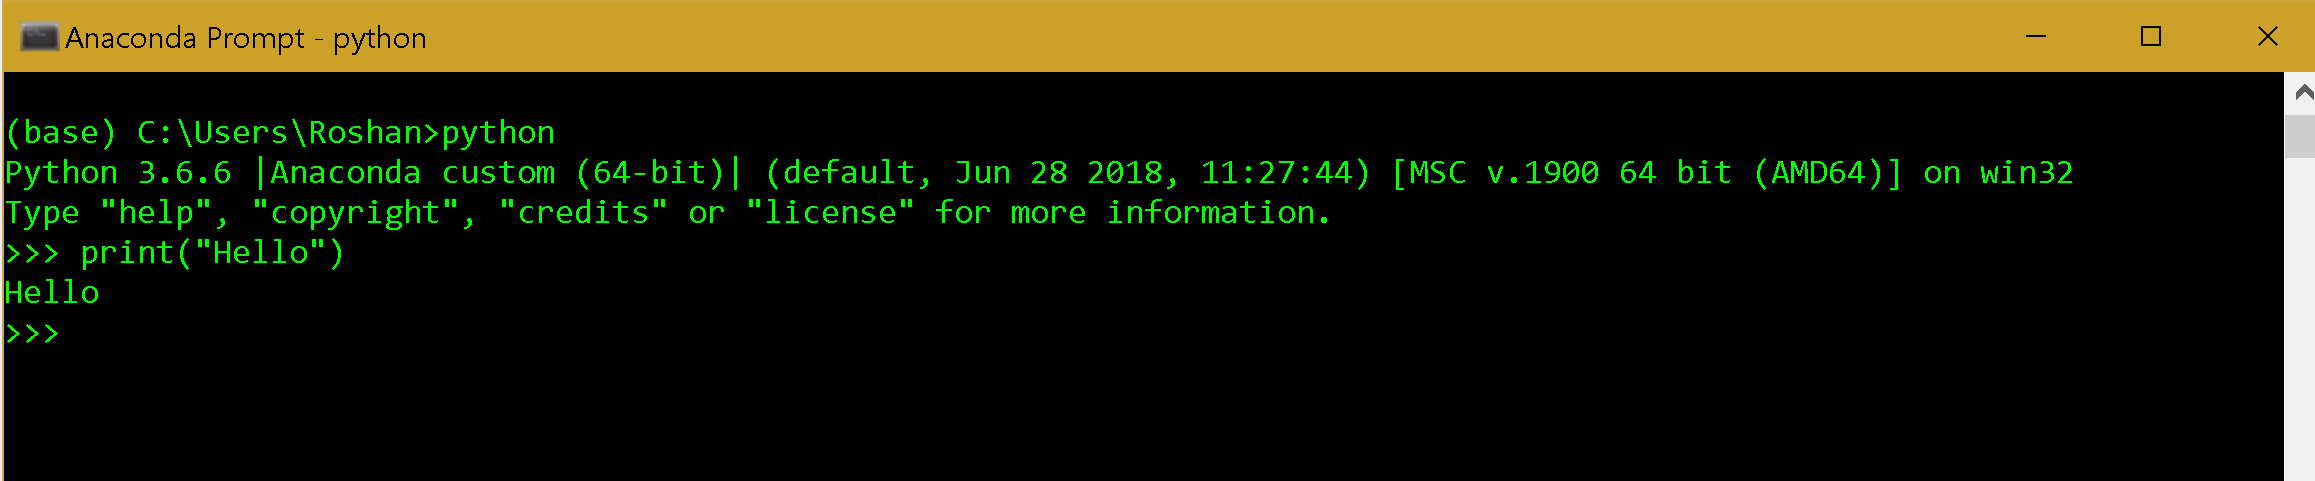 Anaconda Prompt - python
(base) C:\Users\Roshan>python
Python 3.6.6 |Anaconda custom (64-bit)| (default, Jun 28 2018, 11:27:44) [MSC v.1900 64 bit (AMD64)] on win32
Type "help", "copyright", "credits" or "license" for more information.
>>> print("Hello")
Hello
>>>